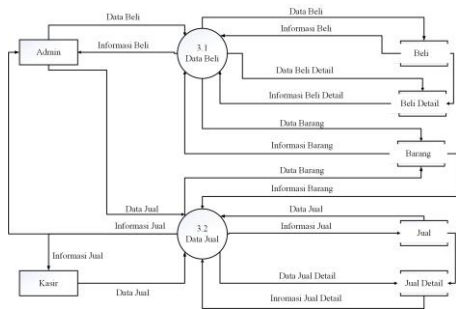 Data Beli
Data Beli
Informasi Beli
Admin
Informasi Beli
3.1
Data Beli
Beli
Data Beli Detail
Informasi Beli Detail
Beli Detail
Data Barang
Informasi Barang
Barang
Data Barang
Informasi Barang
Data Jual
Data Jual
Informasi Jual
3.2
Data Jual
Informasi Jual
Jual
Informasi Jual
Kasir
Data Jual
Data Jual Detail
Jual Detail
Inromasi Jual Detail